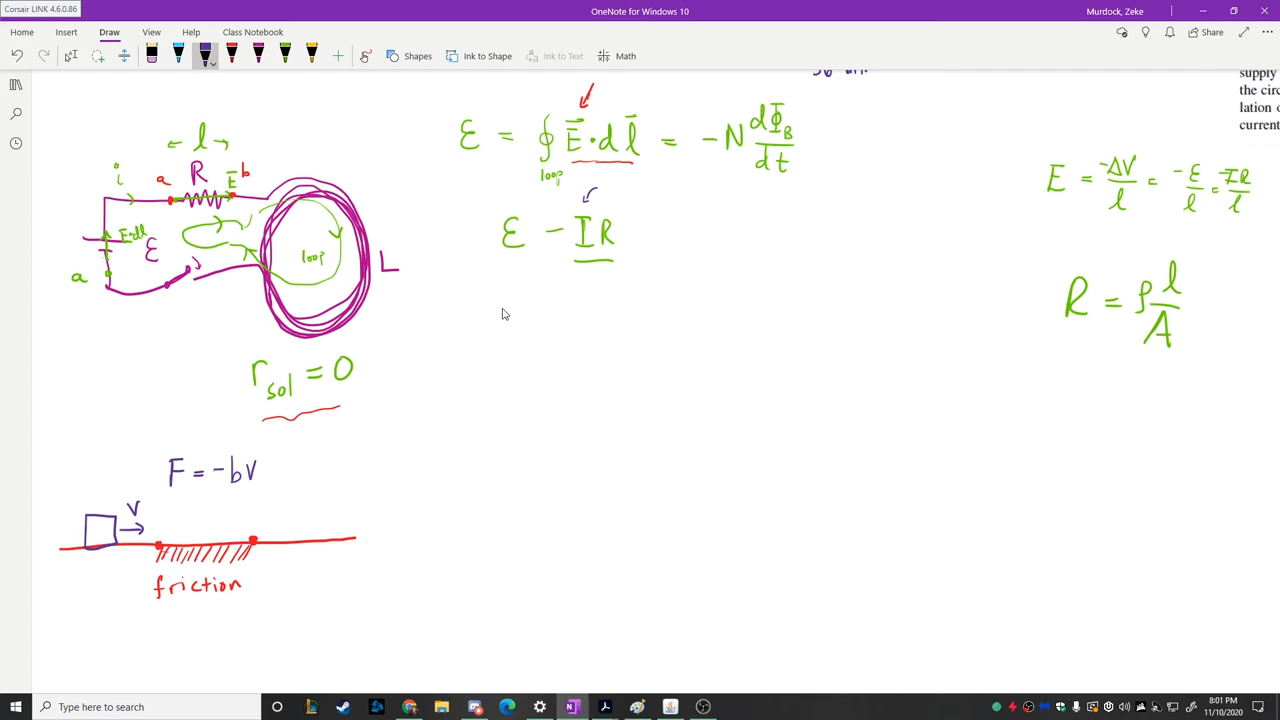 Corsair LINK 4.6.0.86
OneNote for Windows 10
Murdock, Zeke
Home Insert Draw View Help Class Notebook
Share
Shapes Ink to Shape Ink to Text Math
supply
the circ
lation o
current
← l →
i a R E⃗ b
E·dl
ℰ
a
loop
L
r_sol = 0
ℰ = ∮_loop E⃗·dl⃗ = -N dΦ_B/dt
ℰ - IR
E = -ΔV/l = -ℰ/l = IR/l
R = ρ l/A
F = -bv
v
friction
Type here to search
8:01 PM
11/10/2020